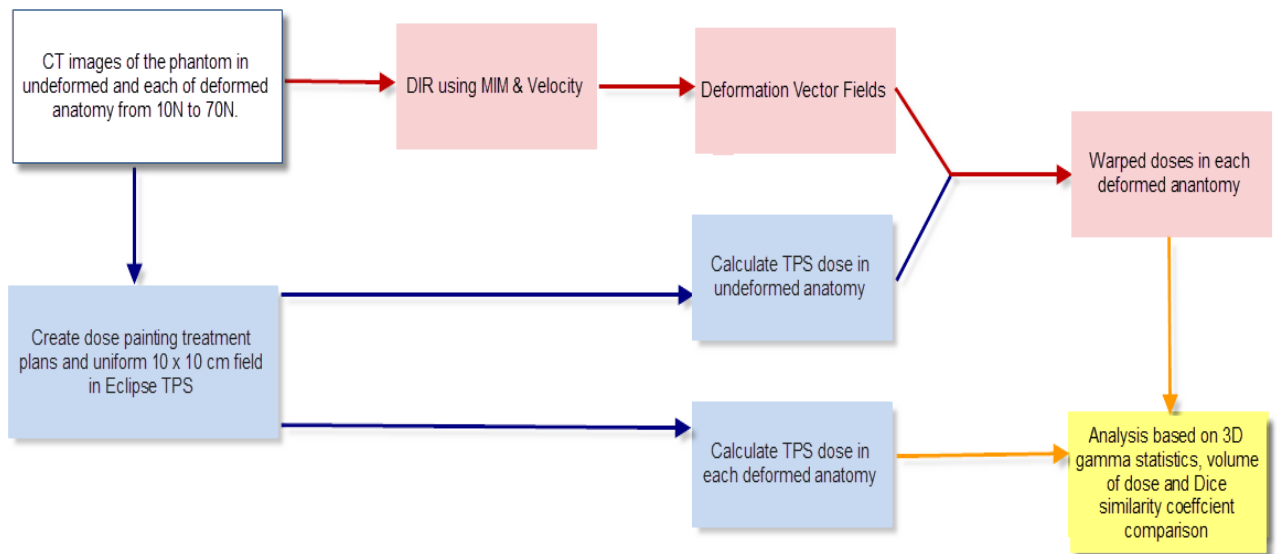 CT images of the phantom in
undeformed and each of deformed
anatomy from 10N to 70N.
DIR using MIM & Velocity
Deformation Vector Fields
Warped doses in each
deformed anantomy
Calculate TPS dose in
undeformed anatomy
Create dose painting treatment
plans and uniform 10 x 10 cm field
in Eclipse TPS
Calculate TPS dose in
each deformed anatomy
Analysis based on 3D
gamma statistics, volume
of dose and Dice
similarity coeffcient
comparison